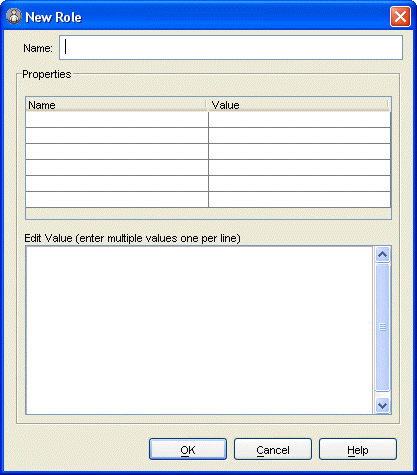 New Role
Name:
Properties
Name Value
Edit Value (enter multiple values one per line)
OK Cancel Help